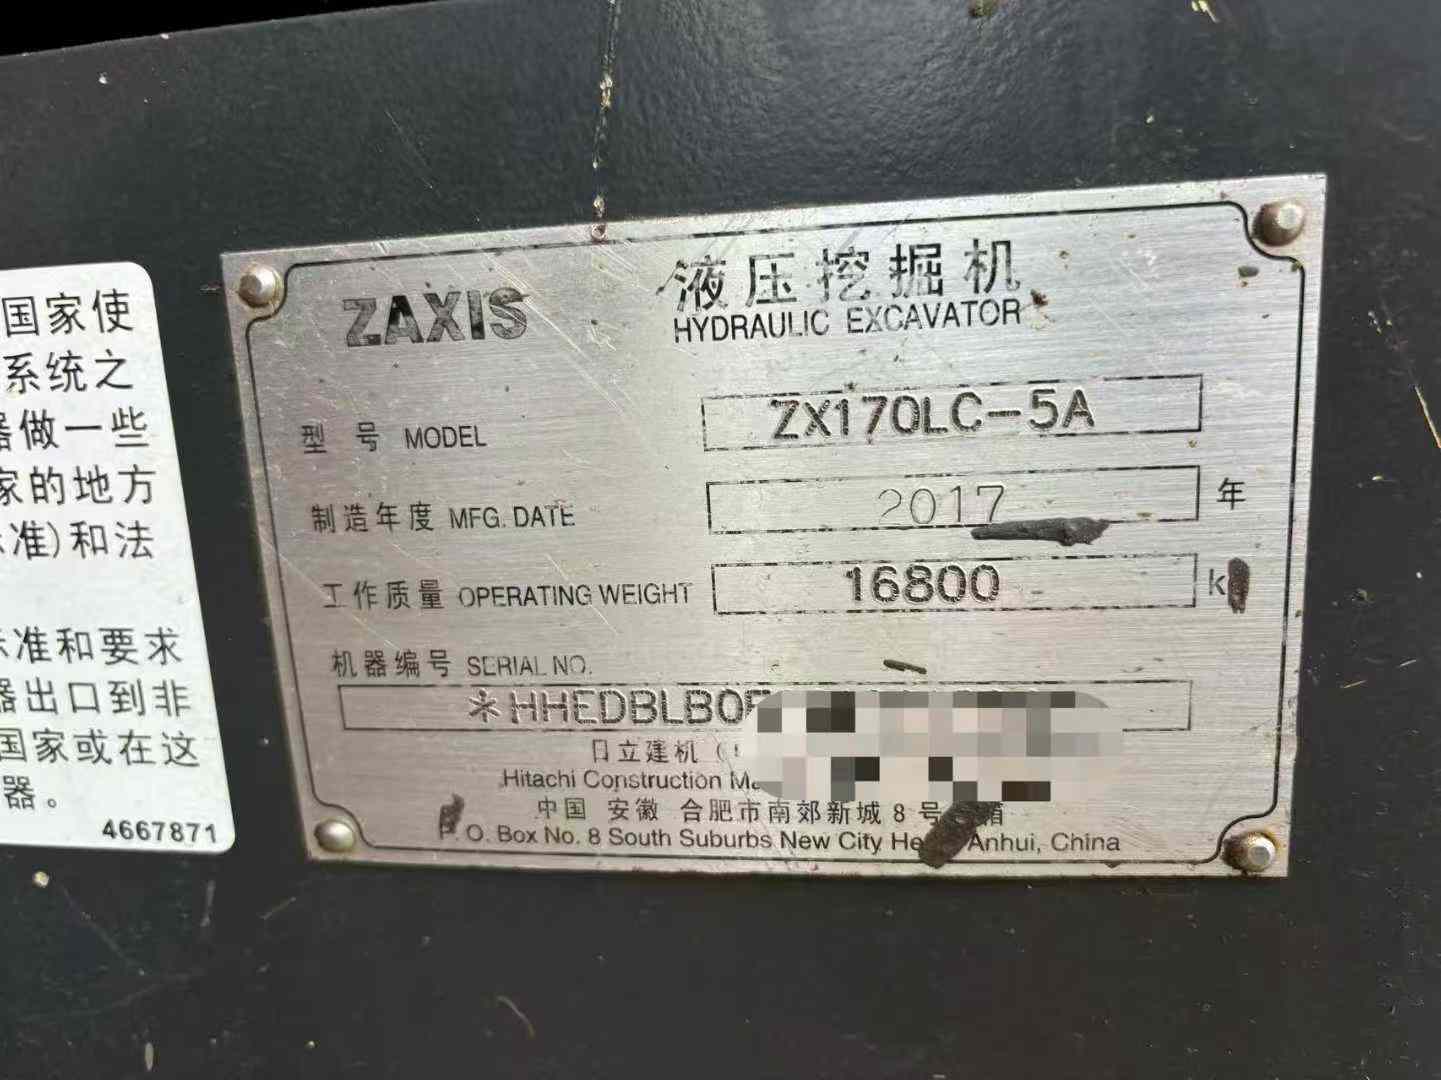 国家使
系统之
器做一些
家的地方
准)和法
标准和要求
器出口到非
国家或在这
器。
4667871
ZAXIS
液压挖掘机
HYDRAULIC EXCAVATOR
型号 MODEL ZX170LC-5A
制造年度 MFG. DATE 2017 年
工作质量 OPERATING WEIGHT 16800
机器编号 SERIAL NO.
*HHEDBLB0
日立建机 (
Hitachi Construction
中国 安徽 合肥市南郊新城 8 号 箱
P.O. Box No. 8 South Suburbs New City Anhui, China